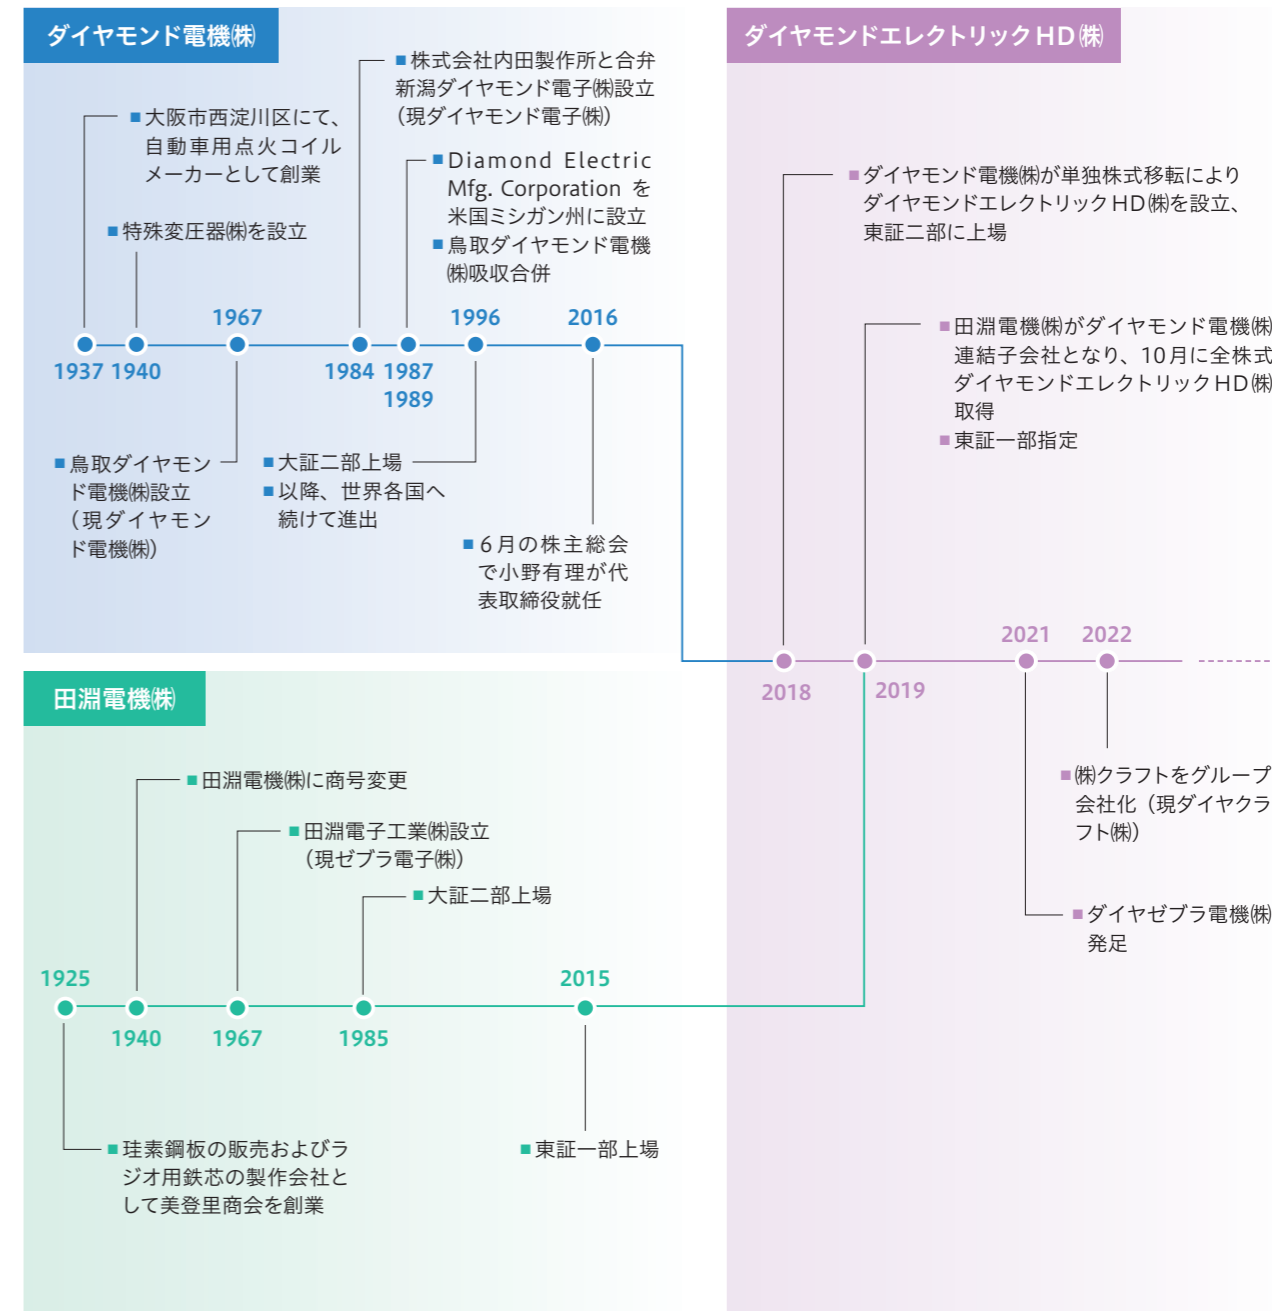 ダイヤモンド電機㈱
■大阪市西淀川区にて、
自動車用点火コイル
メーカーとして創業
■特殊変圧器㈱を設立
■株式会社内田製作所と合弁
新潟ダイヤモンド電子㈱設立
（現ダイヤモンド電子㈱）
■Diamond Electric
Mfg. Corporation を
米国ミシガン州に設立
■鳥取ダイヤモンド電機
㈱吸収合併
1967
1996
2016
1937
1940
1984
1987
1989
■鳥取ダイヤモン
ド電機㈱設立
（現ダイヤモン
ド電機㈱）
■大証二部上場
■以降、世界各国へ
続けて進出
■6月の株主総会
で小野有理が代
表取締役就任
田淵電機㈱
■田淵電機㈱に商号変更
■田淵電子工業㈱設立
（現ゼブラ電子㈱）
■大証二部上場
1925
2015
1940
1967
1985
■珪素鋼板の販売およびラ
ジオ用鉄芯の製作会社と
して美登里商会を創業
■東証一部上場
ダイヤモンドエレクトリックHD㈱
■ダイヤモンド電機㈱が単独株式移転により
ダイヤモンドエレクトリックHD㈱を設立、
東証二部に上場
■田淵電機㈱がダイヤモンド電機㈱
連結子会社となり、10月に全株式
ダイヤモンドエレクトリックHD㈱
取得
■東証一部指定
2021
2022
2018
2019
■㈱クラフトをグループ
会社化（現ダイヤクラ
フト㈱）
■ダイヤゼブラ電機㈱
発足